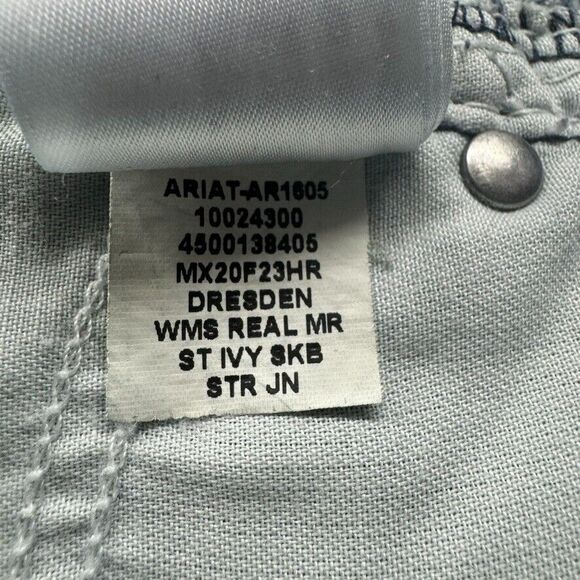 ARIAT-AR1605
10024300
4500138405
MX20F23HR
DRESDEN
WMS REAL MR
ST IVY SKB
STR JN